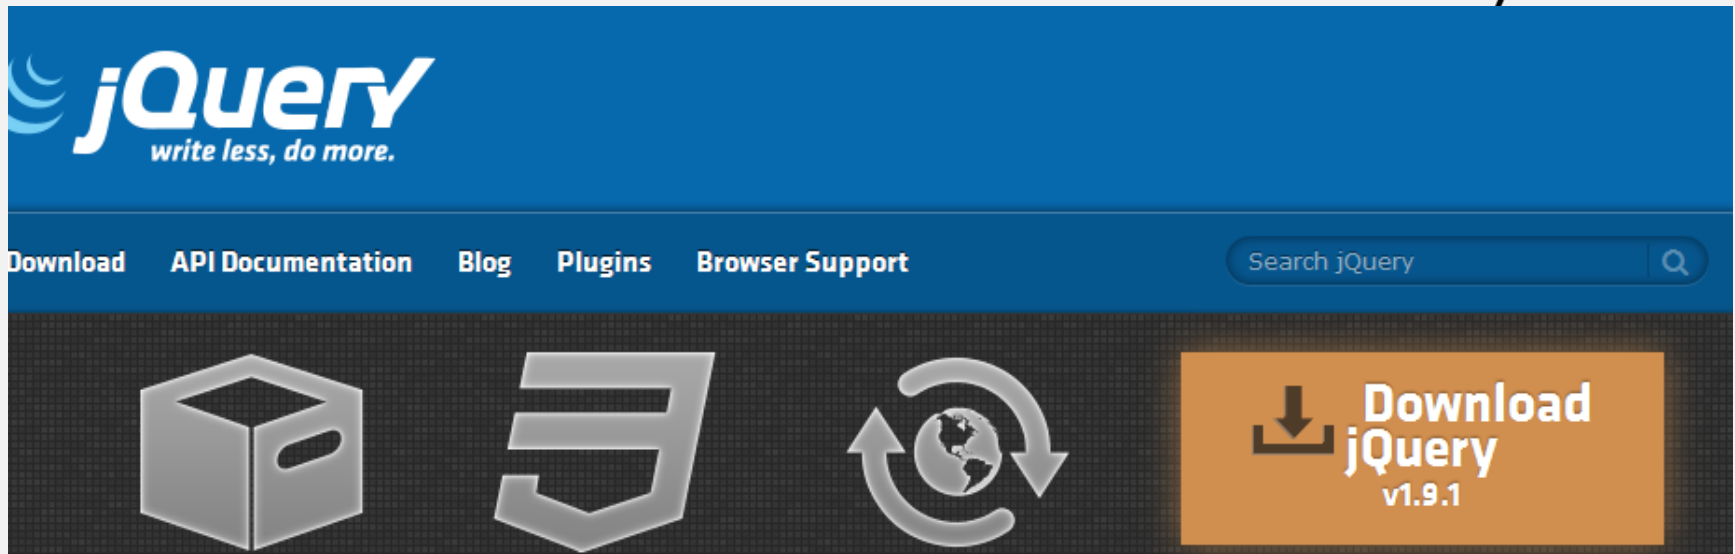 jQuery
write less, do more.
Download API Documentation Blog Plugins Browser Support Search jQuery
Download
jQuery
v1.9.1